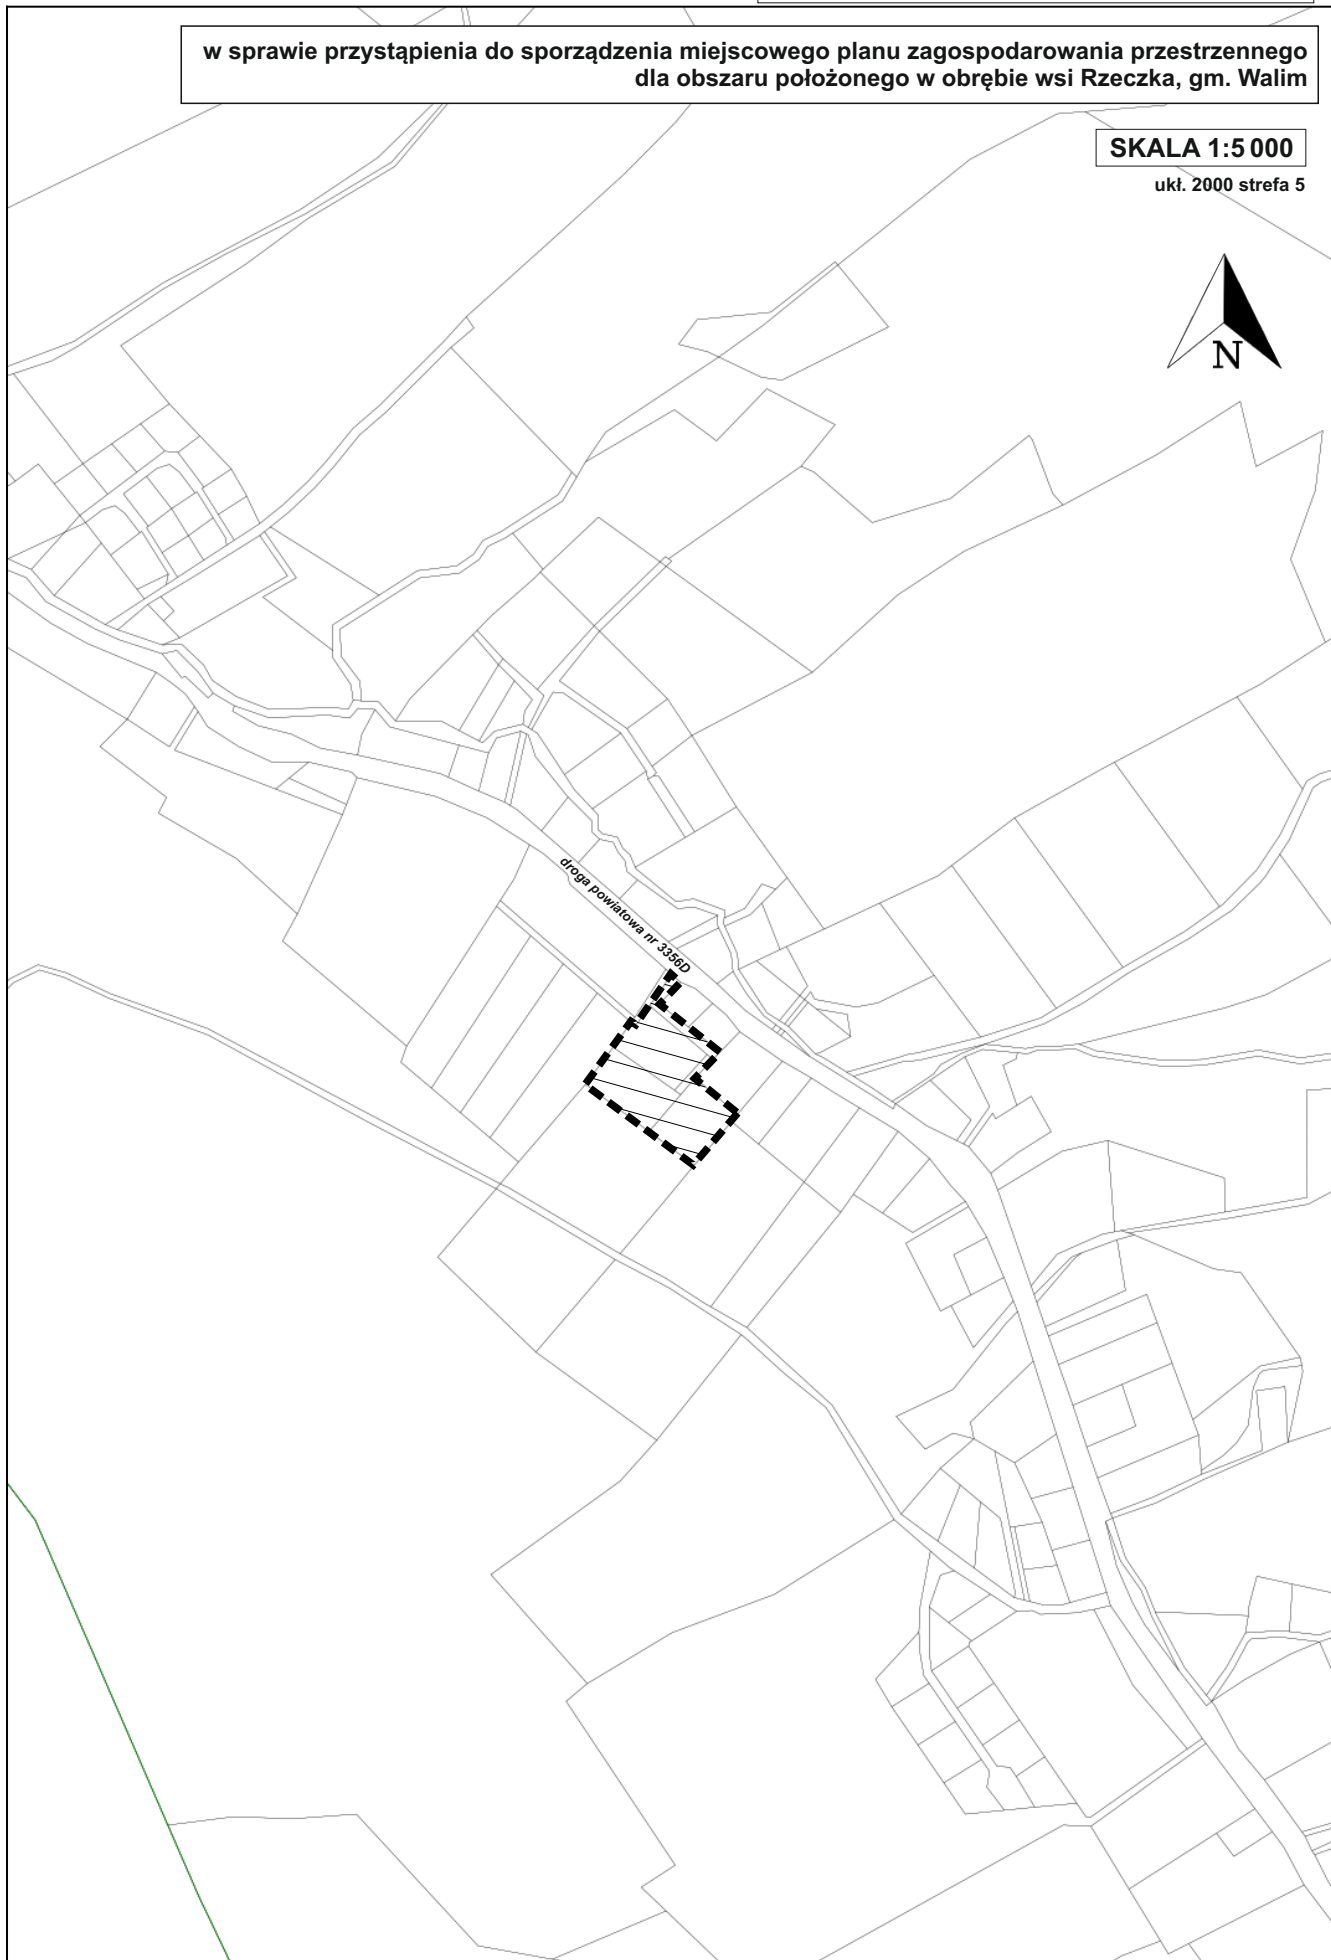 w sprawie przystąpienia do sporządzenia miejscowego planu zagospodarowania przestrzennego
dla obszaru położonego w obrębie wsi Rzeczka, gm. Walim
SKALA 1:5 000
ukł. 2000 strefa 5
N
droga powiatowa nr 3356D